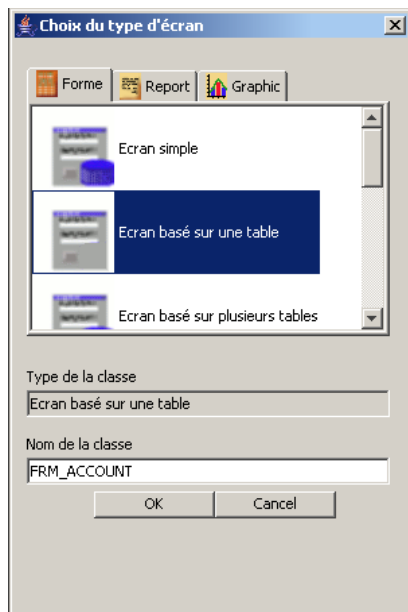 Choix du type d'écran
Forme Report Graphic
Ecran simple
Ecran basé sur une table
Ecran basé sur plusieurs tables
Type de la classe
Ecran basé sur une table
Nom de la classe
FRM_ACCOUNT
OK Cancel